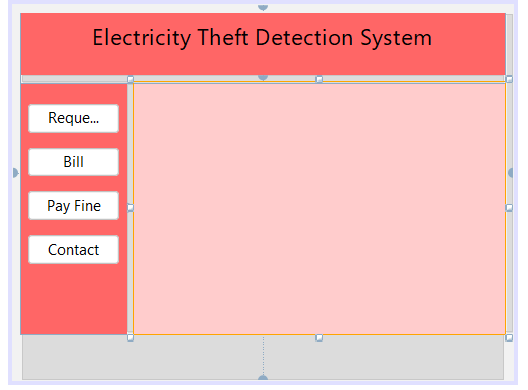 Electricity Theft Detection System
Reque...
Bill
Pay Fine
Contact